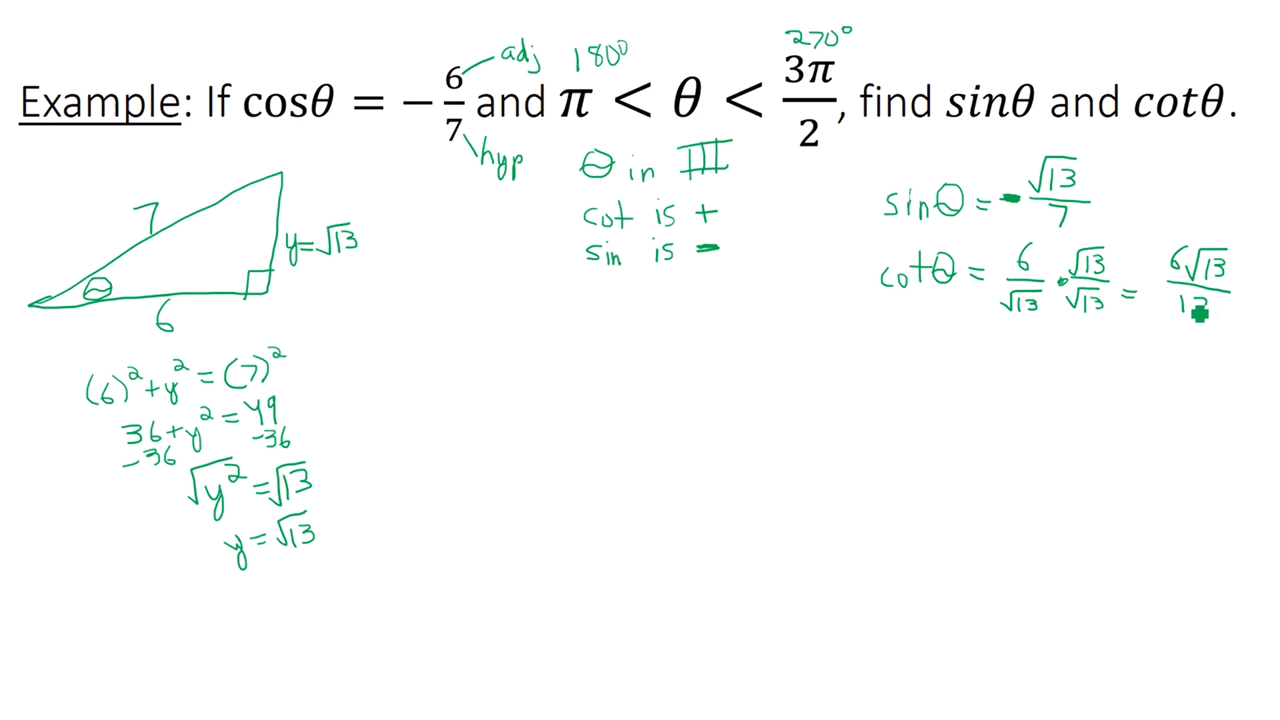 270°
adj 180°
Example: If cosθ = −6/7 and π < θ < 3π/2, find sinθ and cotθ.
hyp
θ in III
cot is +
sin is −
7
y=√13
θ
6
(6)²+y²=(7)²
36+y²=49
−36 −36
√y²=√13
y=√13
sinθ=−√13/7
cotθ=6/√13·√13/√13=6√13/13